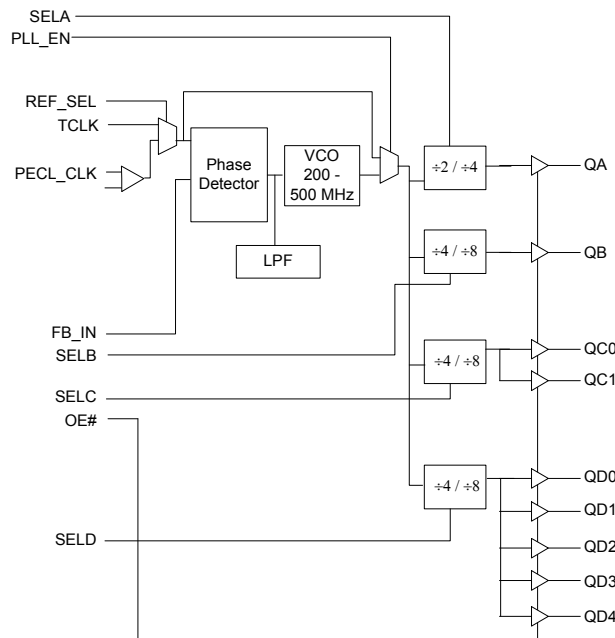 SELA
PLL_EN
REF_SEL
TCLK
PECL_CLK
Phase
Detector
VCO
200 -
500 MHz
LPF
÷2 / ÷4
QA
÷4 / ÷8
QB
FB_IN
SELB
÷4 / ÷8
QC0
QC1
SELC
OE#
÷4 / ÷8
QD0
QD1
QD2
QD3
QD4
SELD